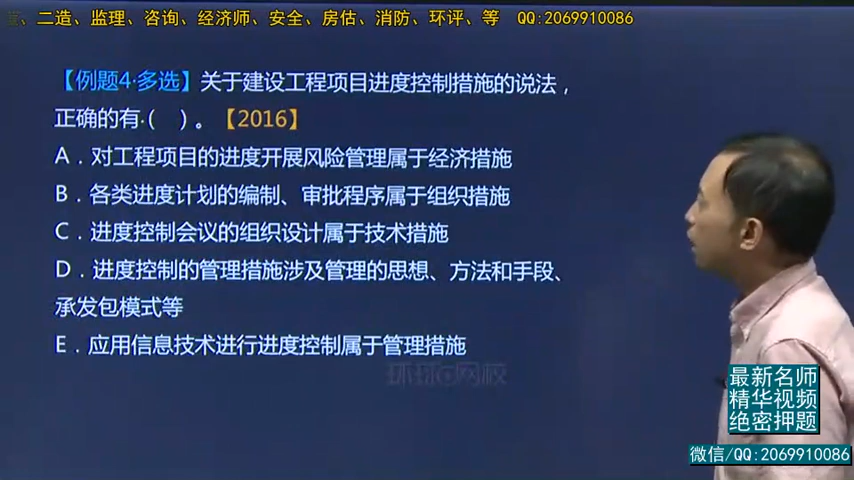 、二造、监理、咨询、经济师、安全、房估、消防、环评、等 QQ:2069910086
【例题4·多选】关于建设工程项目进度控制措施的说法，
正确的有·( )。【2016】
A．对工程项目的进度开展风险管理属于经济措施
B．各类进度计划的编制、审批程序属于组织措施
C．进度控制会议的组织设计属于技术措施
D．进度控制的管理措施涉及管理的思想、方法和手段、
承发包模式等
E．应用信息技术进行进度控制属于管理措施
环球网校
最新名师
精华视频
绝密押题
微信/QQ:2069910086